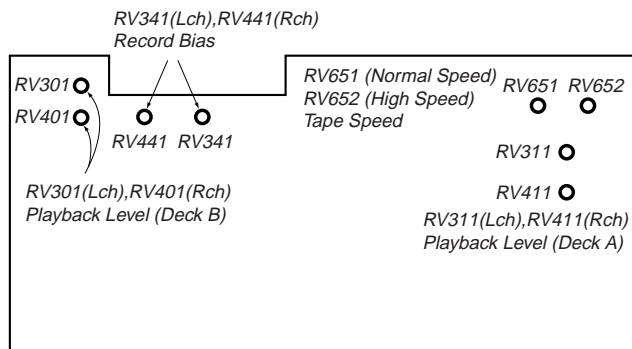 RV341(Lch),RV441(Rch)
Record Bias
RV301
RV401
RV441
RV341
RV301(Lch),RV401(Rch)
Playback Level (Deck B)
RV651 (Normal Speed)
RV652 (High Speed)
Tape Speed
RV651
RV652
RV311
RV411
RV311(Lch),RV411(Rch)
Playback Level (Deck A)